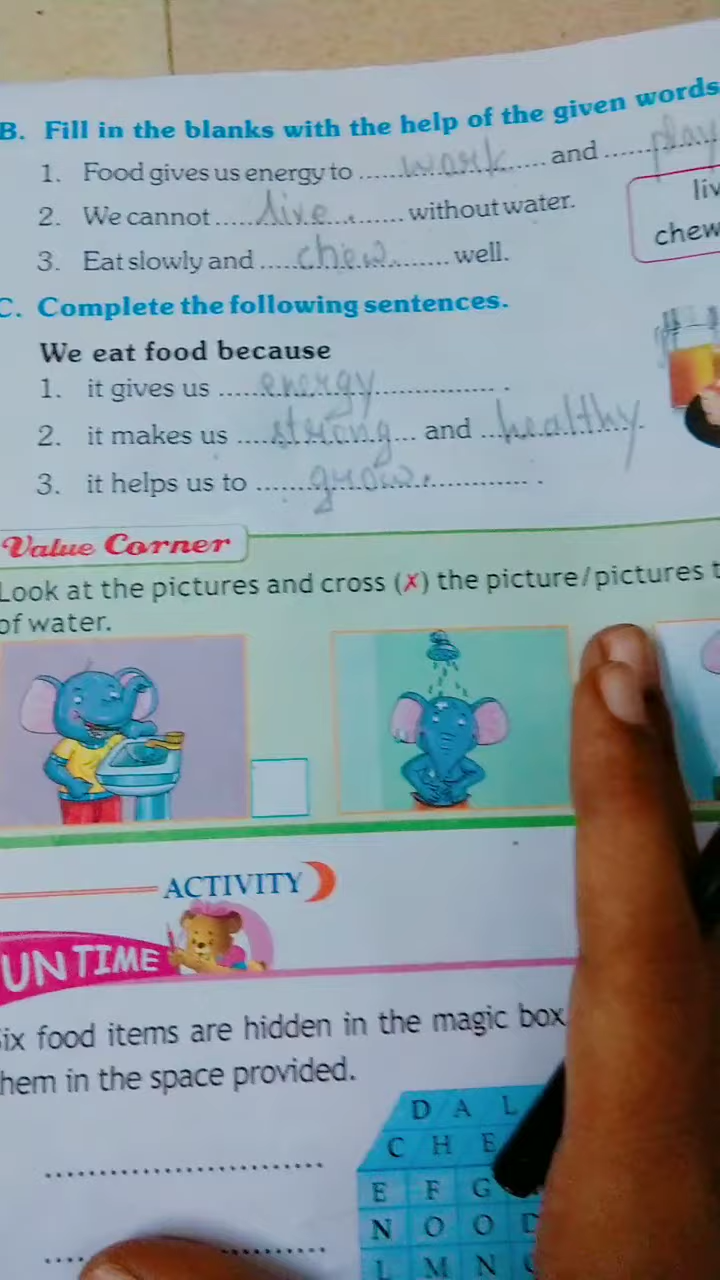 B. Fill in the blanks with the help of the given words
1. Food gives us energy to ......work...... and ......play
2. We cannot ......live...... without water.
3. Eat slowly and ......chew...... well.
liv
chew
C. Complete the following sentences.
We eat food because
1. it gives us ......energy...... .
2. it makes us ......strong... and ...healthy.
3. it helps us to ......grow...... .
Value Corner
Look at the pictures and cross (✗) the picture/pictures t
of water.
ACTIVITY
UN TIME
ix food items are hidden in the magic box
hem in the space provided.
D A L
C H E
E F G
N O O D
L M N